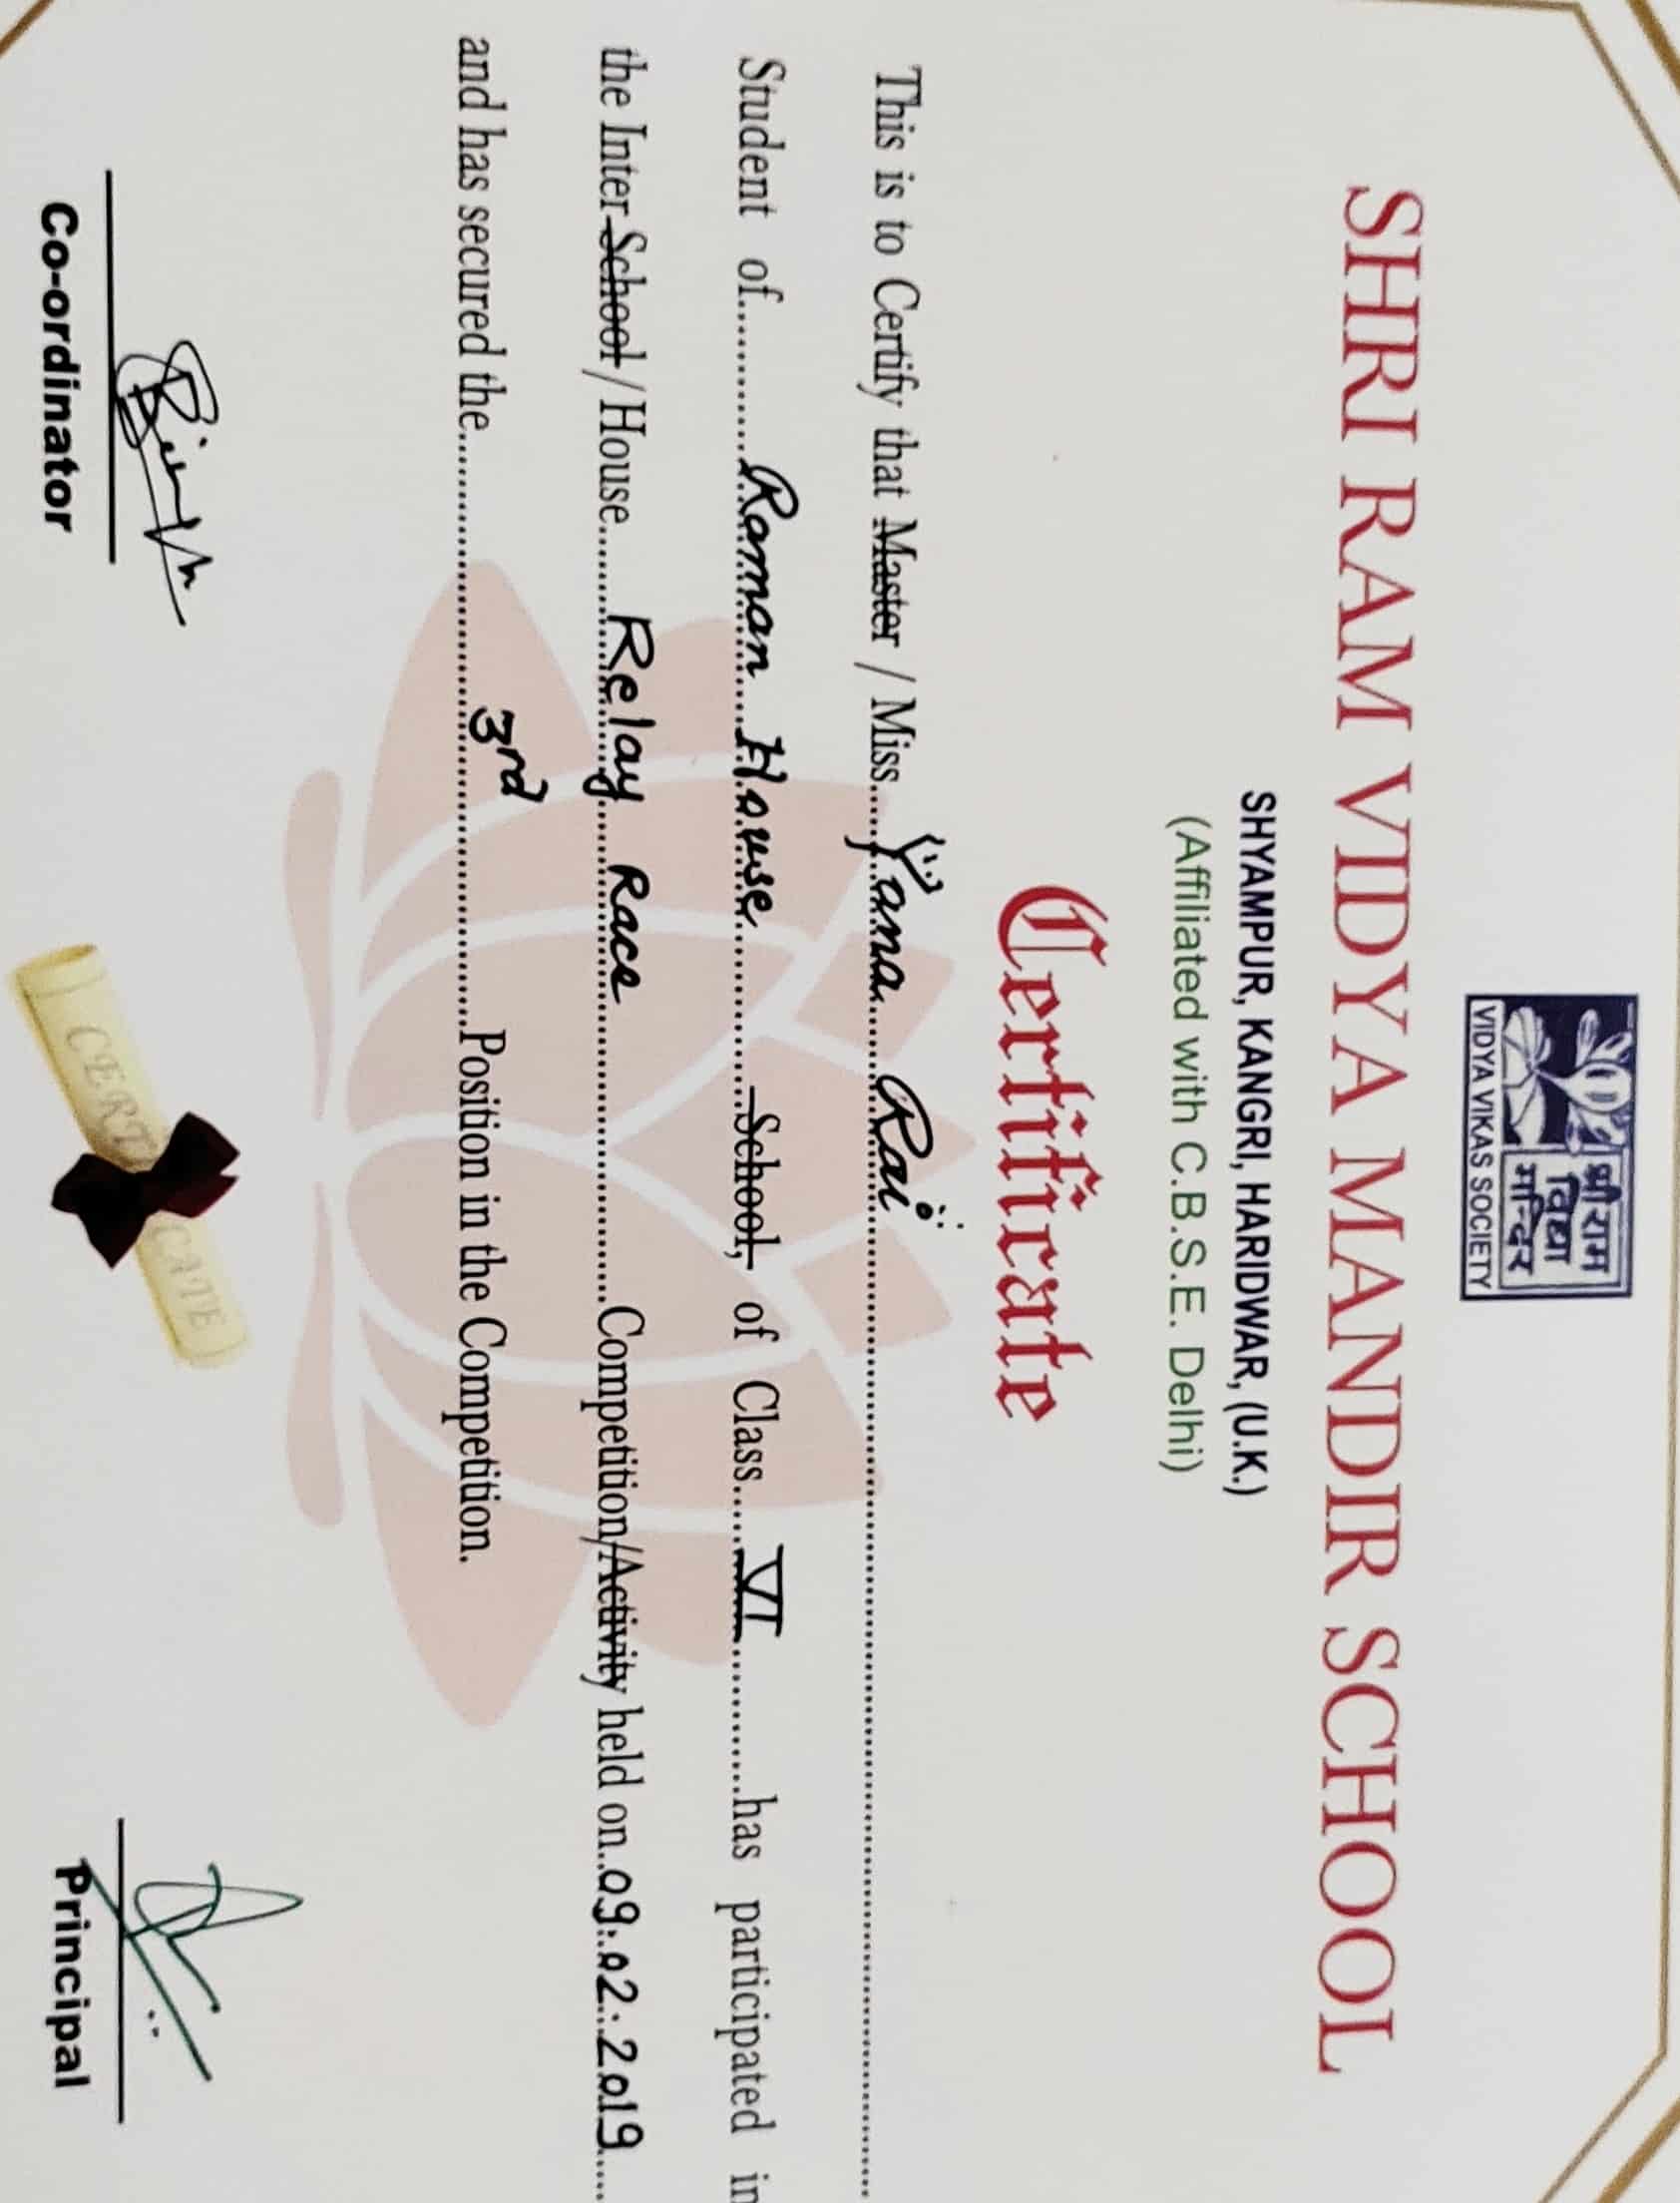 श्रीराम
विद्या
मन्दिर
VIDYA VIKAS SOCIETY
SHRI RAM VIDYA MANDIR SCHOOL
SHYAMPUR, KANGRI, HARIDWAR, (U.K.)
(Affiliated with C.B.S.E. Delhi)
Certificate
This is to Certify that Master / Miss....Yana Rai....
Student of....Raman House....School, of Class....VI....has participated in
the Inter-School / House....Relay Race....Competition/Activity held on..09.02.2019....
and has secured the....3rd....Position in the Competition.
CERTIFICATE
Co-ordinator
Principal